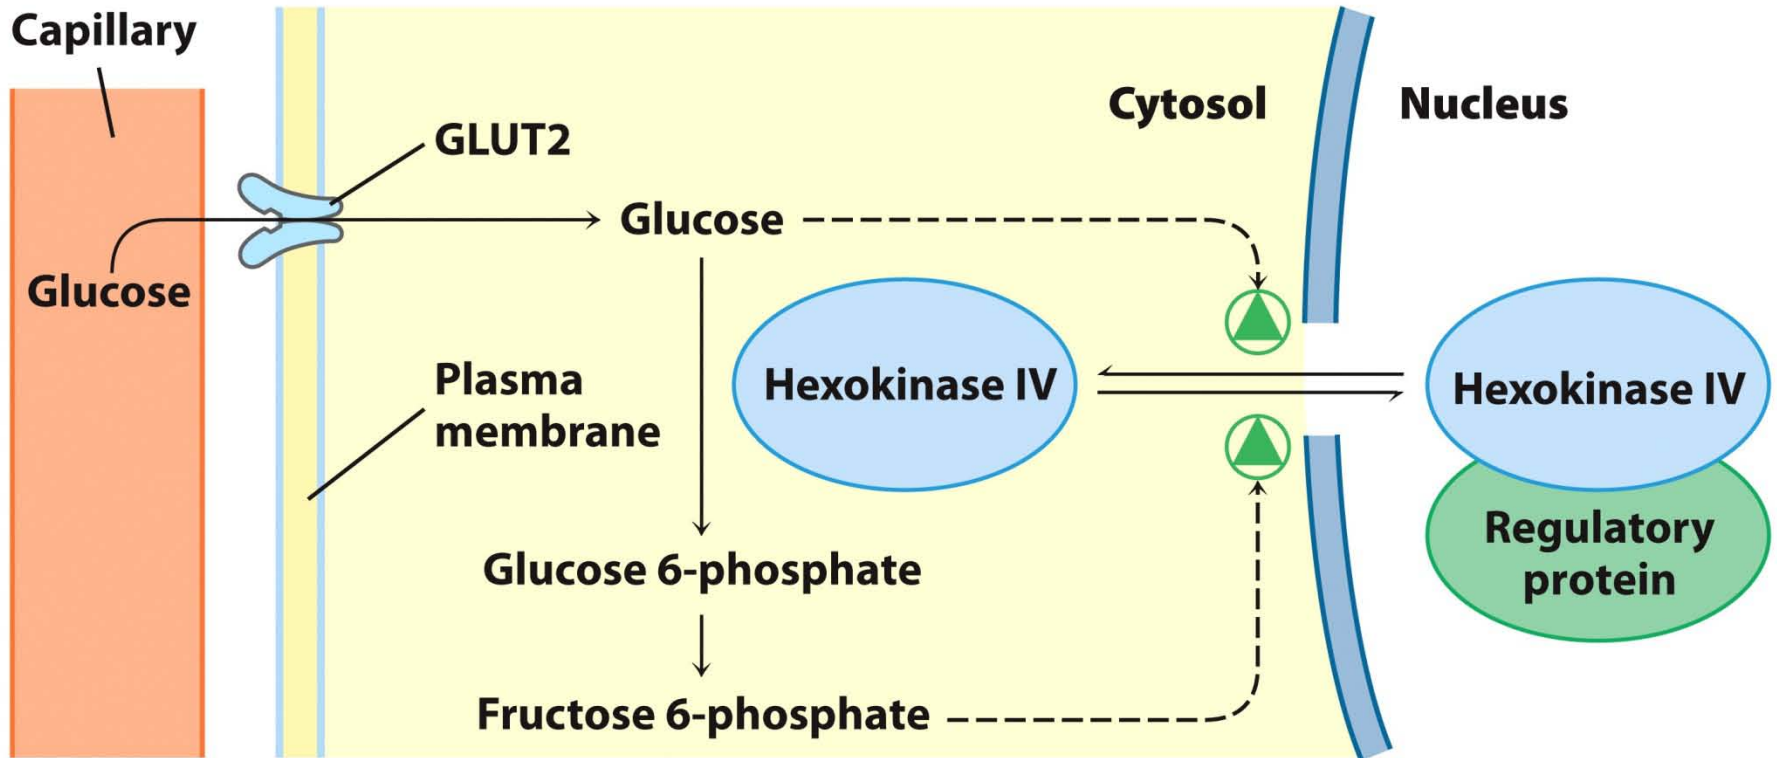 Capillary
Cytosol
Nucleus
GLUT2
Glucose
Glucose
Plasma
membrane
Hexokinase IV
Hexokinase IV
Regulatory
protein
Glucose 6-phosphate
Fructose 6-phosphate